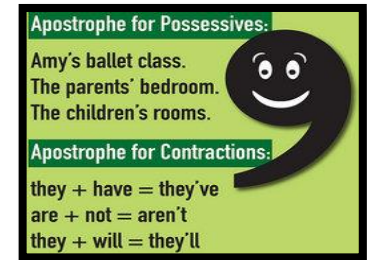 Apostrophe for Possessives:
Amy's ballet class.
The parents' bedroom.
The children's rooms.
Apostrophe for Contractions:
they + have = they've
are + not = aren't
they + will = they'll